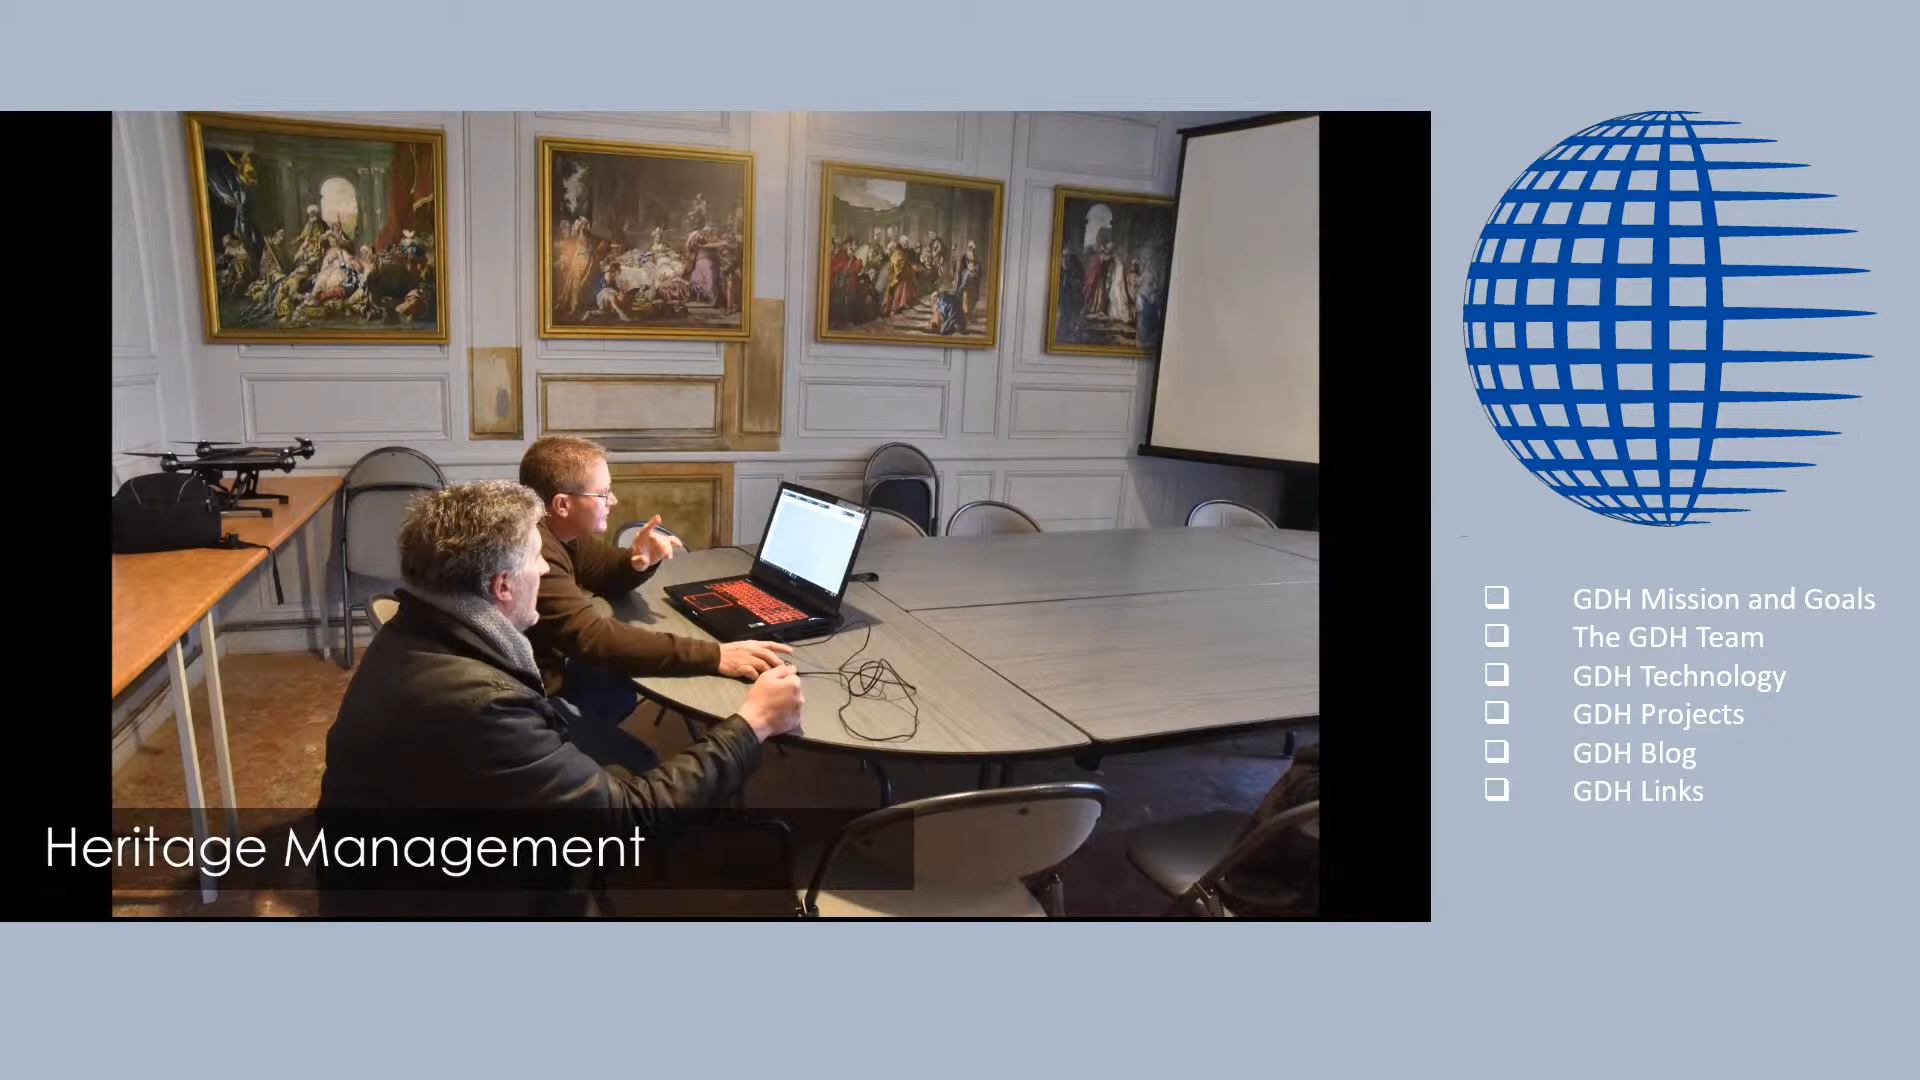 Heritage Management
GDH Mission and Goals
The GDH Team
GDH Technology
GDH Projects
GDH Blog
GDH Links